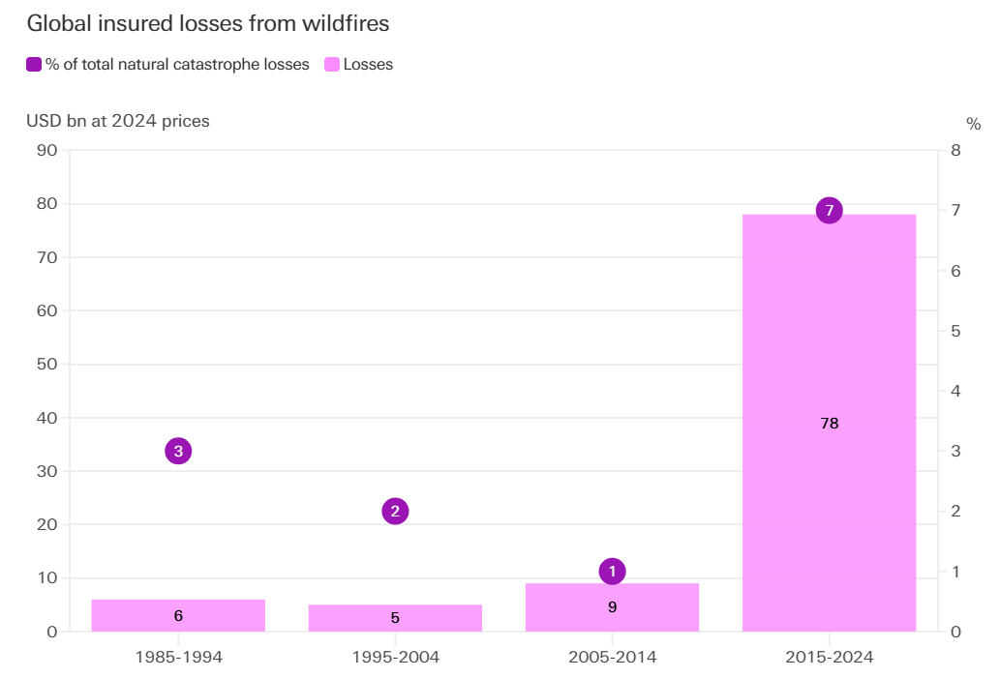 Global insured losses from wildfires
% of total natural catastrophe losses Losses
USD bn at 2024 prices
%
90 8
80 7 7
70 6
60 5
50 4
40 78
30 3 3
20 2 2
10 1 1
0 6 5 9 0
1985-1994 1995-2004 2005-2014 2015-2024